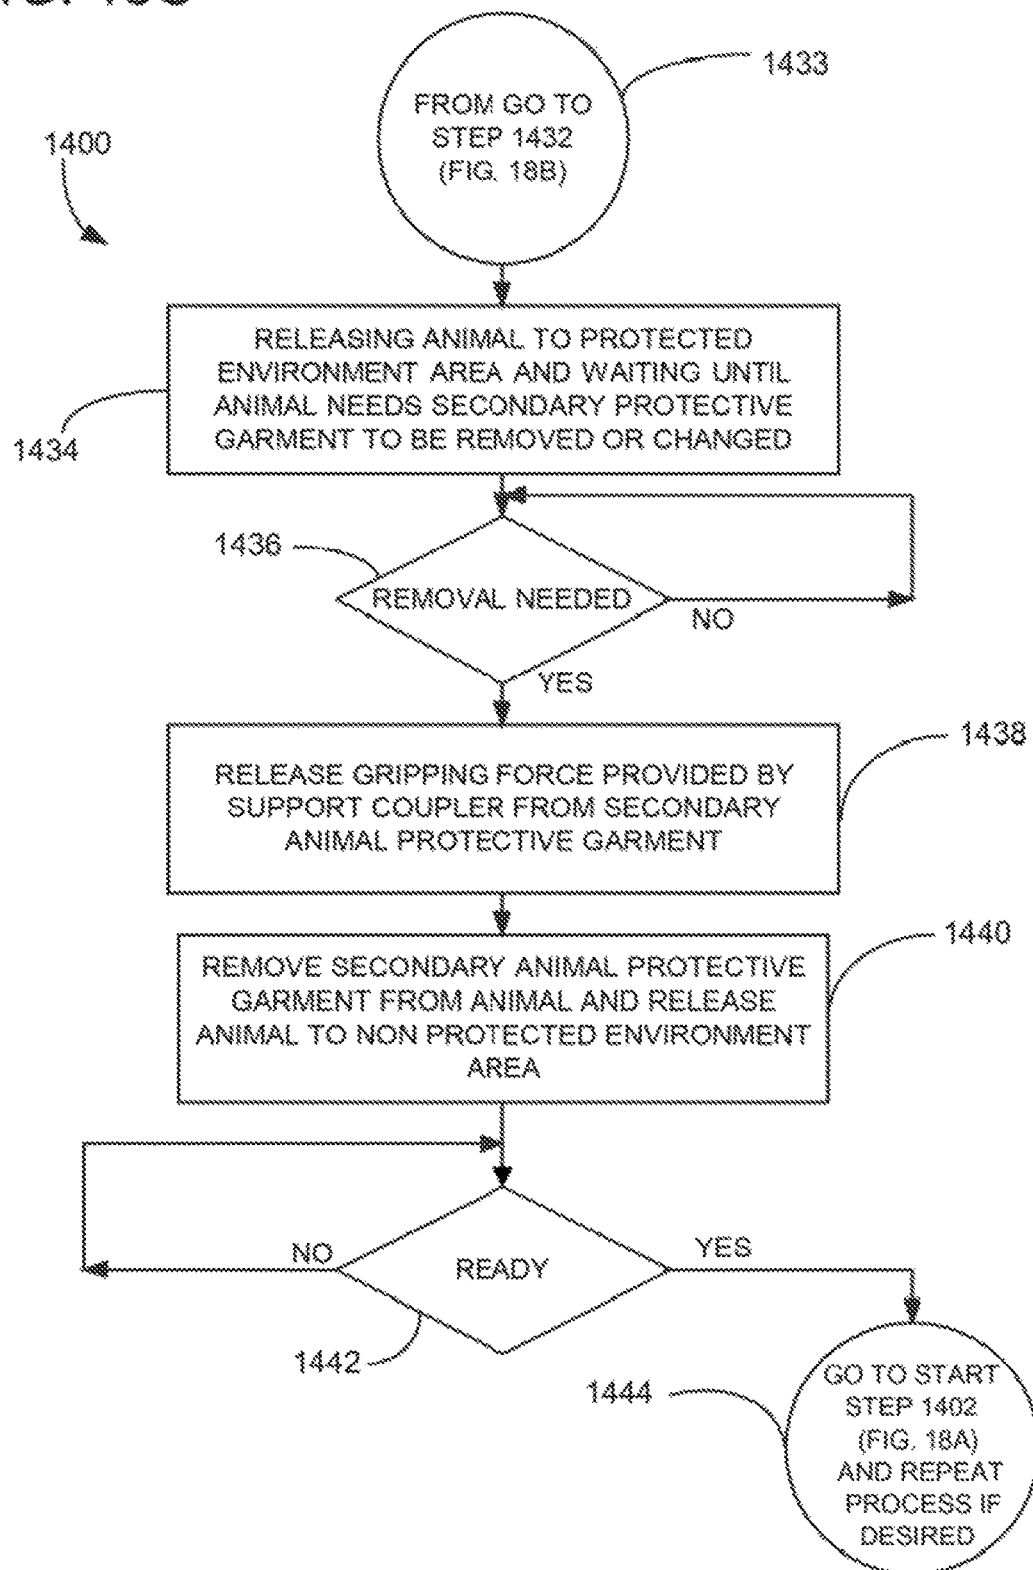 1433
FROM GO TO
STEP 1432
(FIG. 18B)
1400
RELEASING ANIMAL TO PROTECTED
ENVIRONMENT AREA AND WAITING UNTIL
ANIMAL NEEDS SECONDARY PROTECTIVE
GARMENT TO BE REMOVED OR CHANGED
1434
1436
REMOVAL NEEDED
NO
YES
1438
RELEASE GRIPPING FORCE PROVIDED BY
SUPPORT COUPLER FROM SECONDARY
ANIMAL PROTECTIVE GARMENT
1440
REMOVE SECONDARY ANIMAL PROTECTIVE
GARMENT FROM ANIMAL AND RELEASE
ANIMAL TO NON PROTECTED ENVIRONMENT
AREA
NO
READY
YES
1442
1444
GO TO START
STEP 1402
(FIG. 18A)
AND REPEAT
PROCESS IF
DESIRED